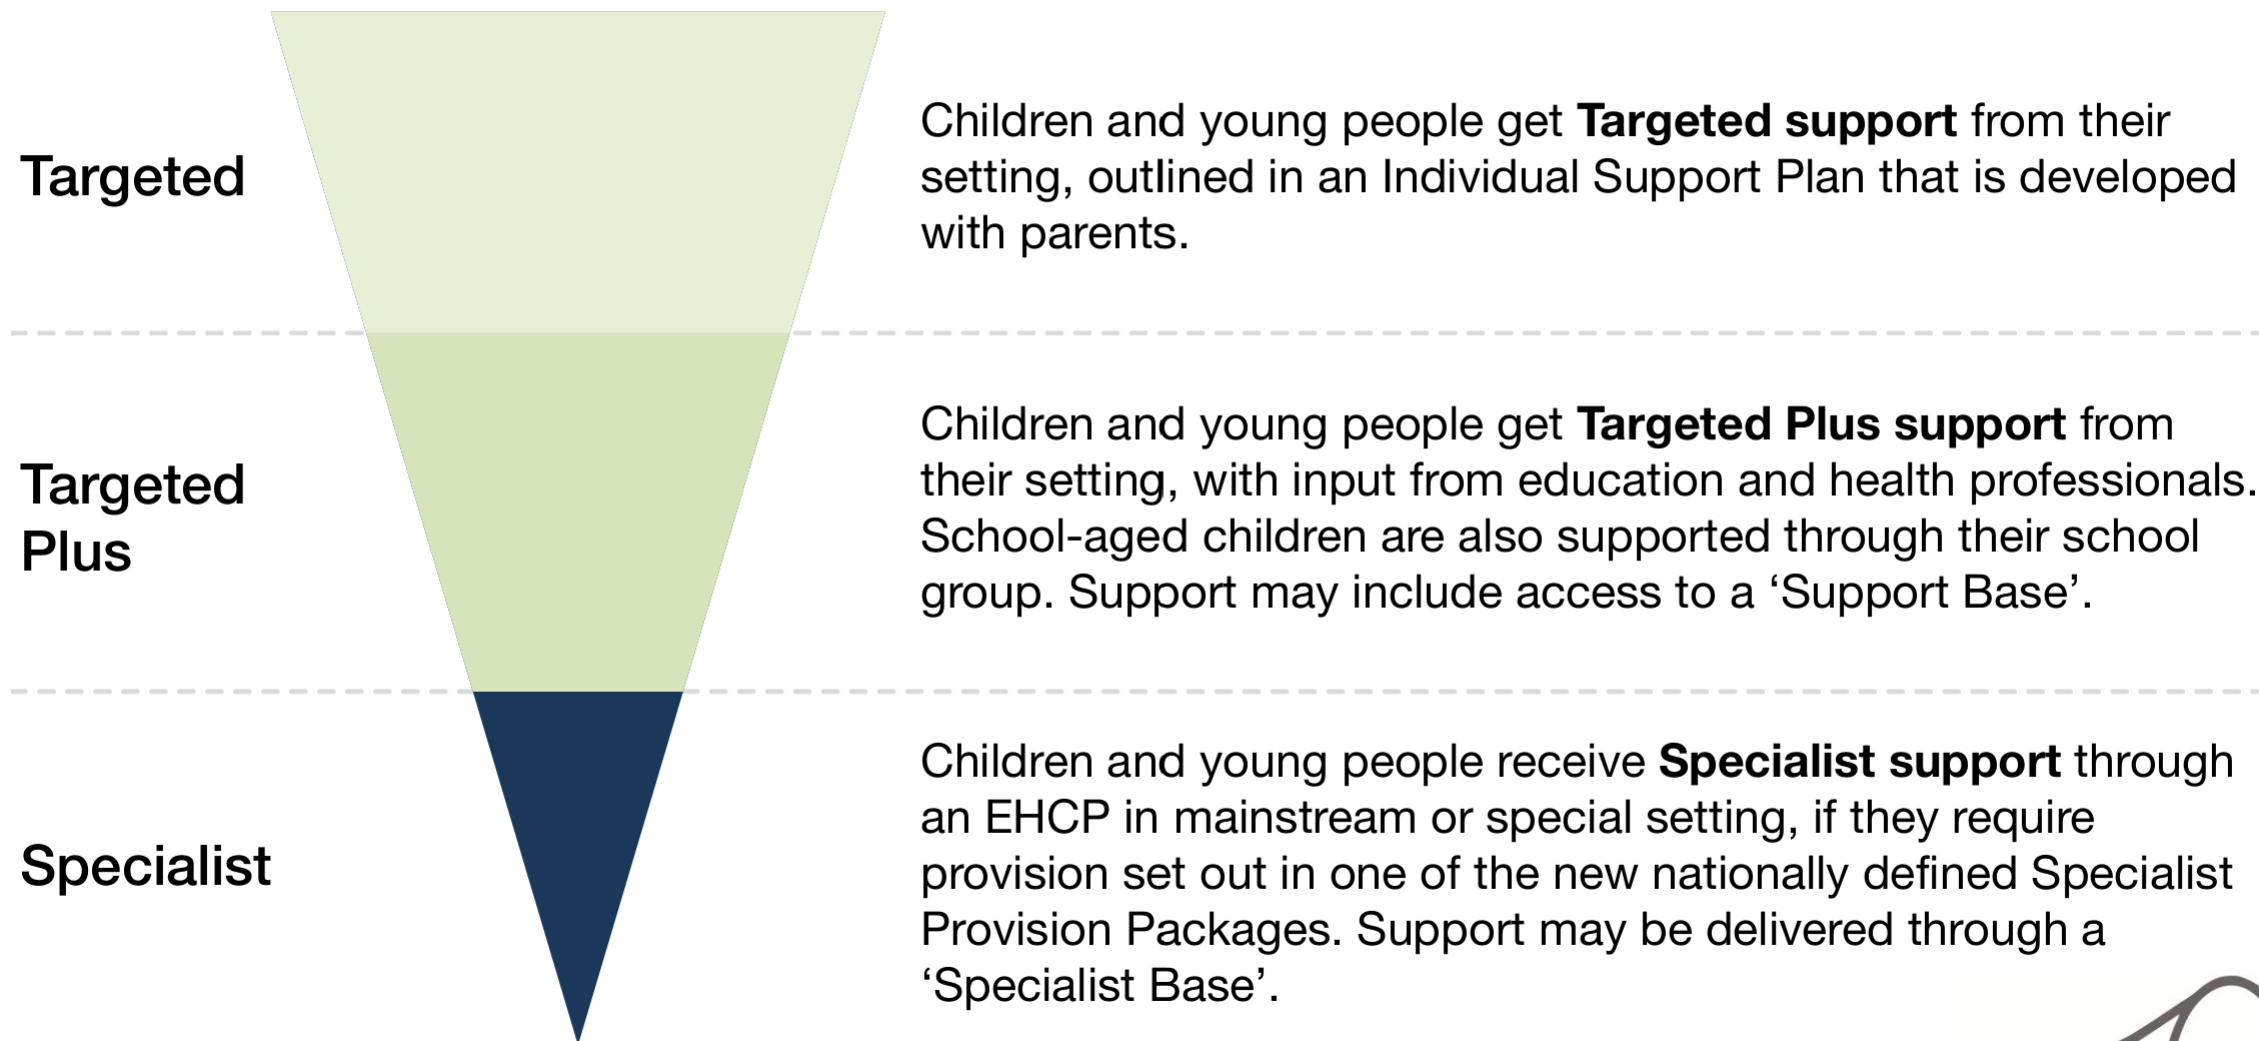 Targeted
Children and young people get Targeted support from their
setting, outlined in an Individual Support Plan that is developed
with parents.
Targeted
Plus
Children and young people get Targeted Plus support from
their setting, with input from education and health professionals.
School-aged children are also supported through their school
group. Support may include access to a ‘Support Base’.
Specialist
Children and young people receive Specialist support through
an EHCP in mainstream or special setting, if they require
provision set out in one of the new nationally defined Specialist
Provision Packages. Support may be delivered through a
‘Specialist Base’.